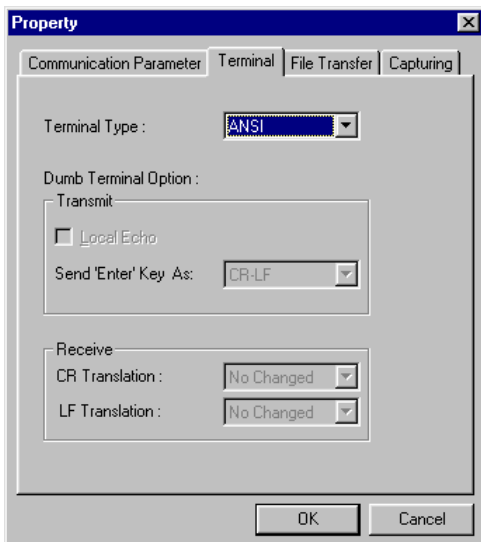 Property
Communication Parameter Terminal File Transfer Capturing
Terminal Type : ANSI
Dumb Terminal Option :
Transmit
Local Echo
Send 'Enter' Key As: CR-LF
Receive
CR Translation : No Changed
LF Translation : No Changed
OK Cancel